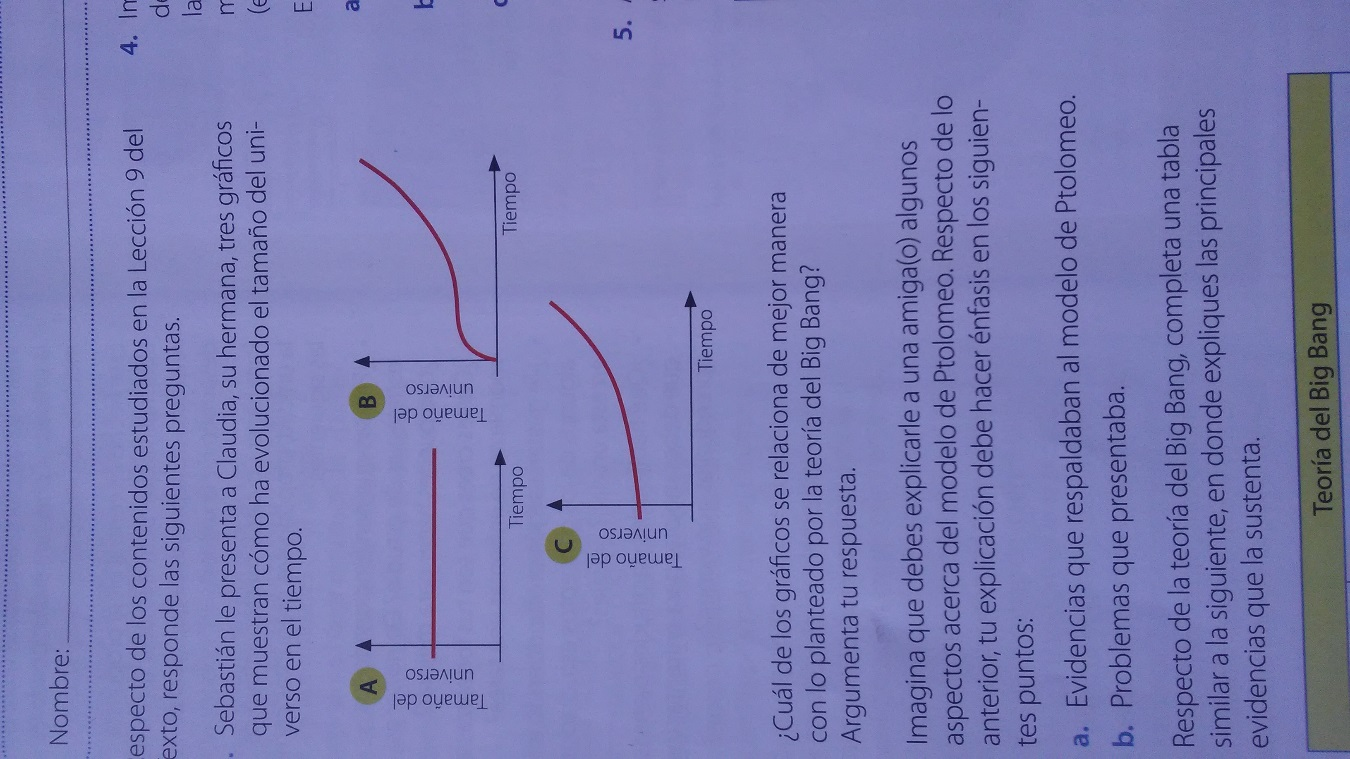 Nombre:
especto de los contenidos estudiados en la Lección 9 del
exto, responde las siguientes preguntas.
. Sebastián le presenta a Claudia, su hermana, tres gráficos
que muestran cómo ha evolucionado el tamaño del uni-
verso en el tiempo.
A
Tamaño del
universo
Tiempo
B
Tamaño del
universo
Tiempo
C
Tamaño del
universo
Tiempo
¿Cuál de los gráficos se relaciona de mejor manera
con lo planteado por la teoría del Big Bang?
Argumenta tu respuesta.
Imagina que debes explicarle a una amiga(o) algunos
aspectos acerca del modelo de Ptolomeo. Respecto de lo
anterior, tu explicación debe hacer énfasis en los siguien-
tes puntos:
a. Evidencias que respaldaban al modelo de Ptolomeo.
b. Problemas que presentaba.
Respecto de la teoría del Big Bang, completa una tabla
similar a la siguiente, en donde expliques las principales
evidencias que la sustenta.
Teoría del Big Bang
4. In
de
la
m
(e
E
a
5.